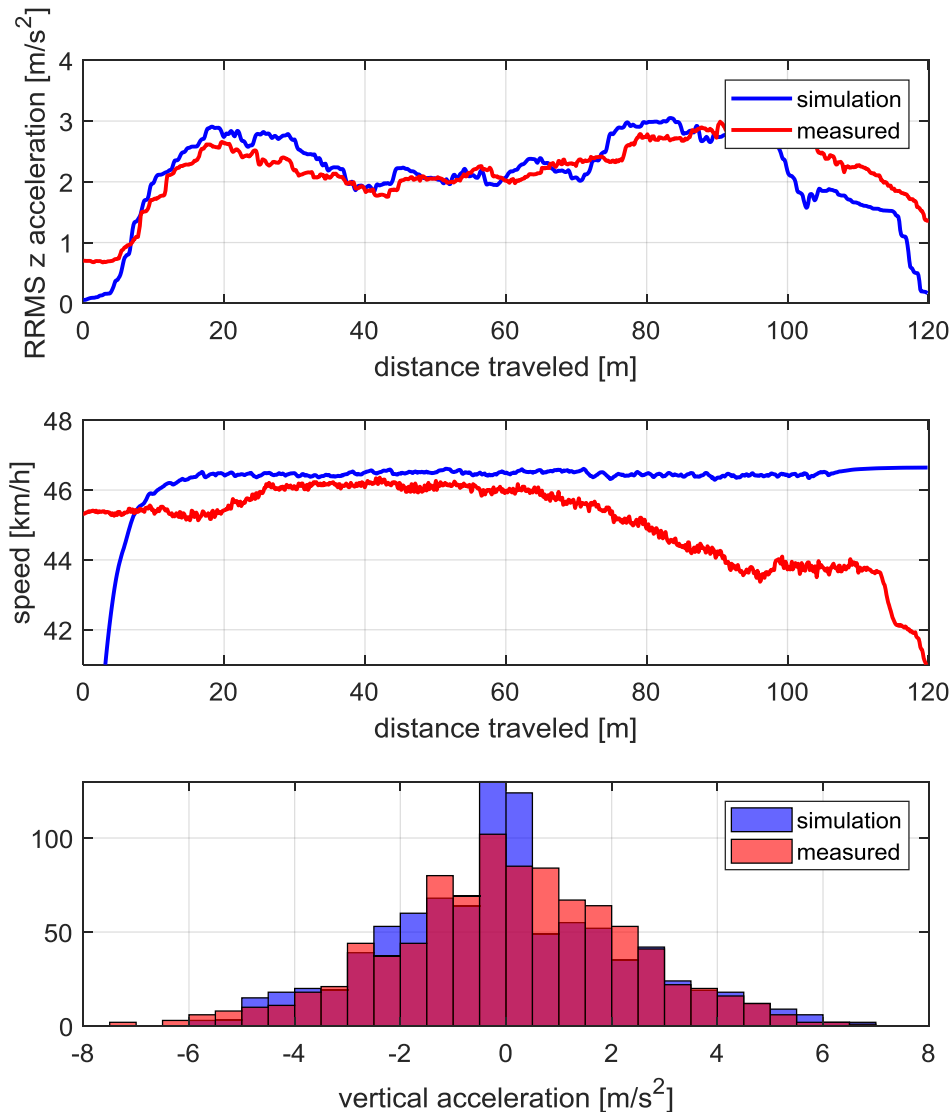 RRMS z acceleration [m/s²]
4
3
2
1
0
simulation
measured
0 20 40 60 80 100 120
distance traveled [m]
speed [km/h]
48
46
44
42
0 20 40 60 80 100 120
distance traveled [m]
100
50
0
simulation
measured
-8 -6 -4 -2 0 2 4 6 8
vertical acceleration [m/s²]